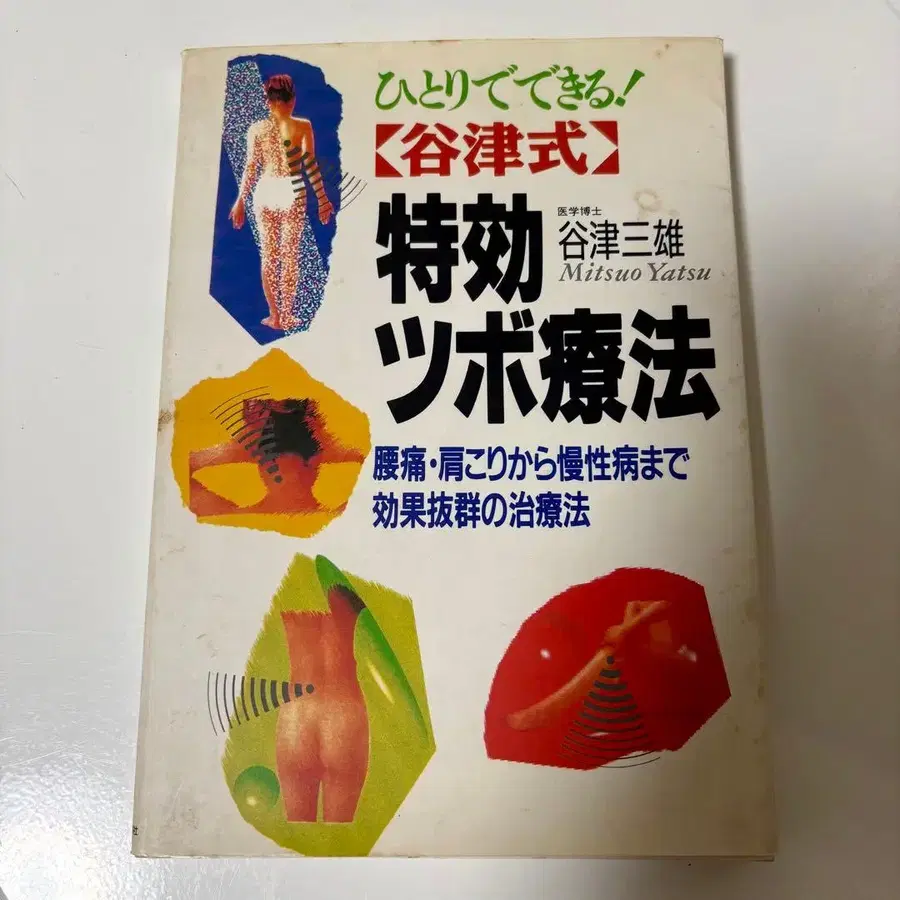 ひとりでできる!
【谷津式】
特効
ツボ療法
医学博士
谷津三雄
Mitsuo Yatsu
腰痛・肩こりから慢性病まで
効果抜群の治療法
社